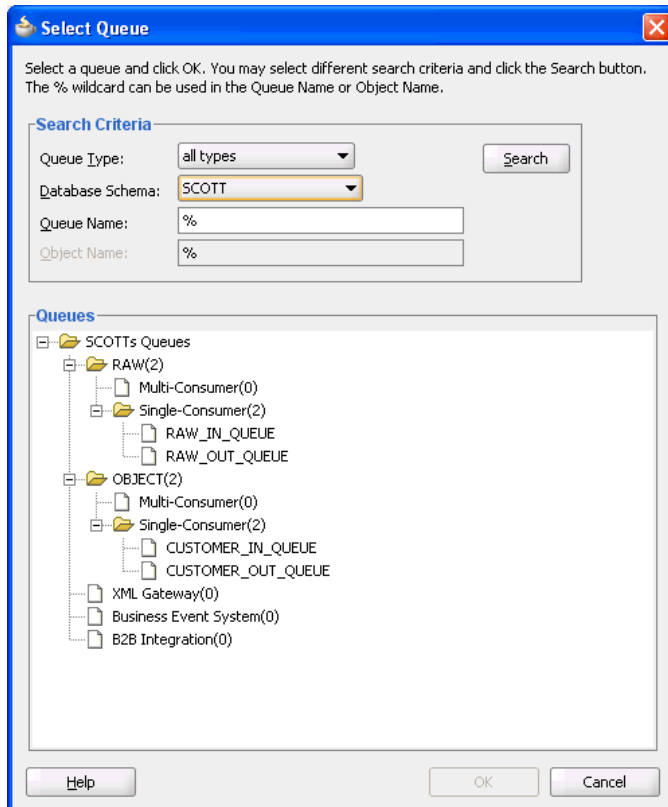 Select Queue
Select a queue and click OK. You may select different search criteria and click the Search button.
The % wildcard can be used in the Queue Name or Object Name.
Search Criteria
Queue Type: all types Search
Database Schema: SCOTT
Queue Name: %
Object Name: %
Queues
SCOTTs Queues
RAW(2)
Multi-Consumer(0)
Single-Consumer(2)
RAW_IN_QUEUE
RAW_OUT_QUEUE
OBJECT(2)
Multi-Consumer(0)
Single-Consumer(2)
CUSTOMER_IN_QUEUE
CUSTOMER_OUT_QUEUE
XML Gateway(0)
Business Event System(0)
B2B Integration(0)
Help OK Cancel